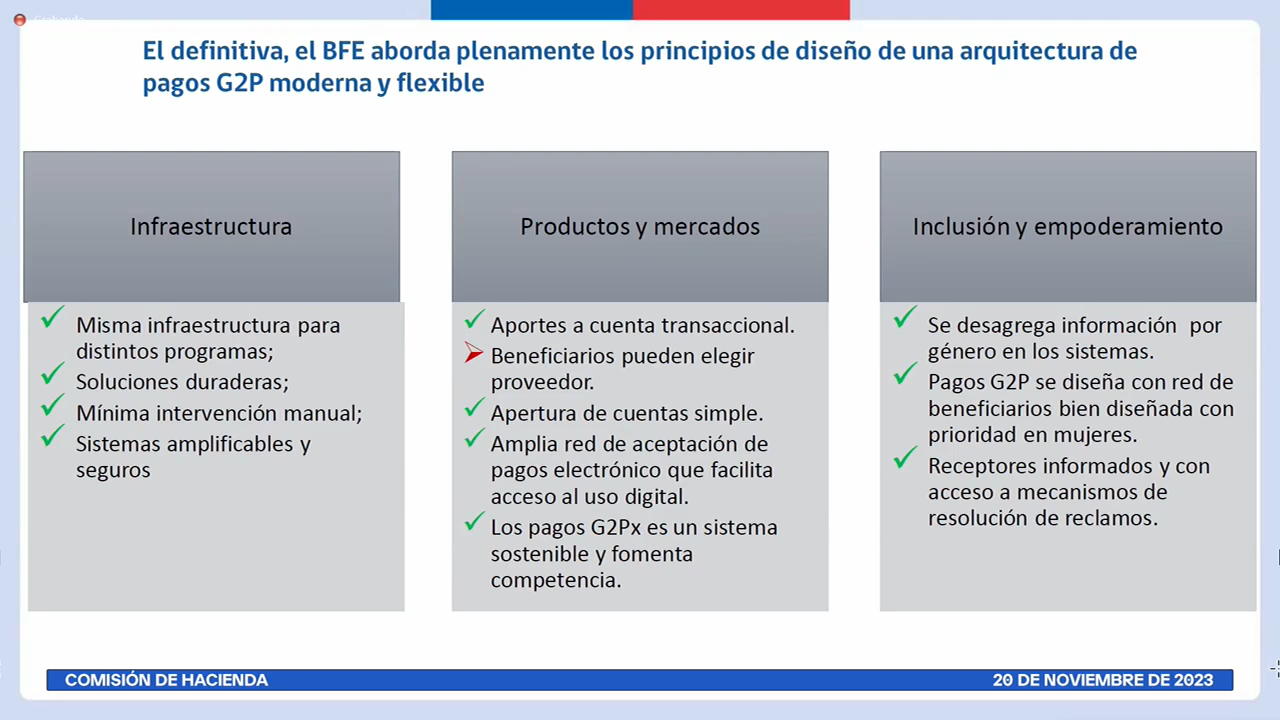 Grabando
El definitiva, el BFE aborda plenamente los principios de diseño de una arquitectura de
pagos G2P moderna y flexible
Infraestructura
Misma infraestructura para
distintos programas;
Soluciones duraderas;
Mínima intervención manual;
Sistemas amplificables y
seguros
Productos y mercados
Aportes a cuenta transaccional.
Beneficiarios pueden elegir
proveedor.
Apertura de cuentas simple.
Amplia red de aceptación de
pagos electrónico que facilita
acceso al uso digital.
Los pagos G2Px es un sistema
sostenible y fomenta
competencia.
Inclusión y empoderamiento
Se desagrega información por
género en los sistemas.
Pagos G2P se diseña con red de
beneficiarios bien diseñada con
prioridad en mujeres.
Receptores informados y con
acceso a mecanismos de
resolución de reclamos.
COMISIÓN DE HACIENDA
20 DE NOVIEMBRE DE 2023